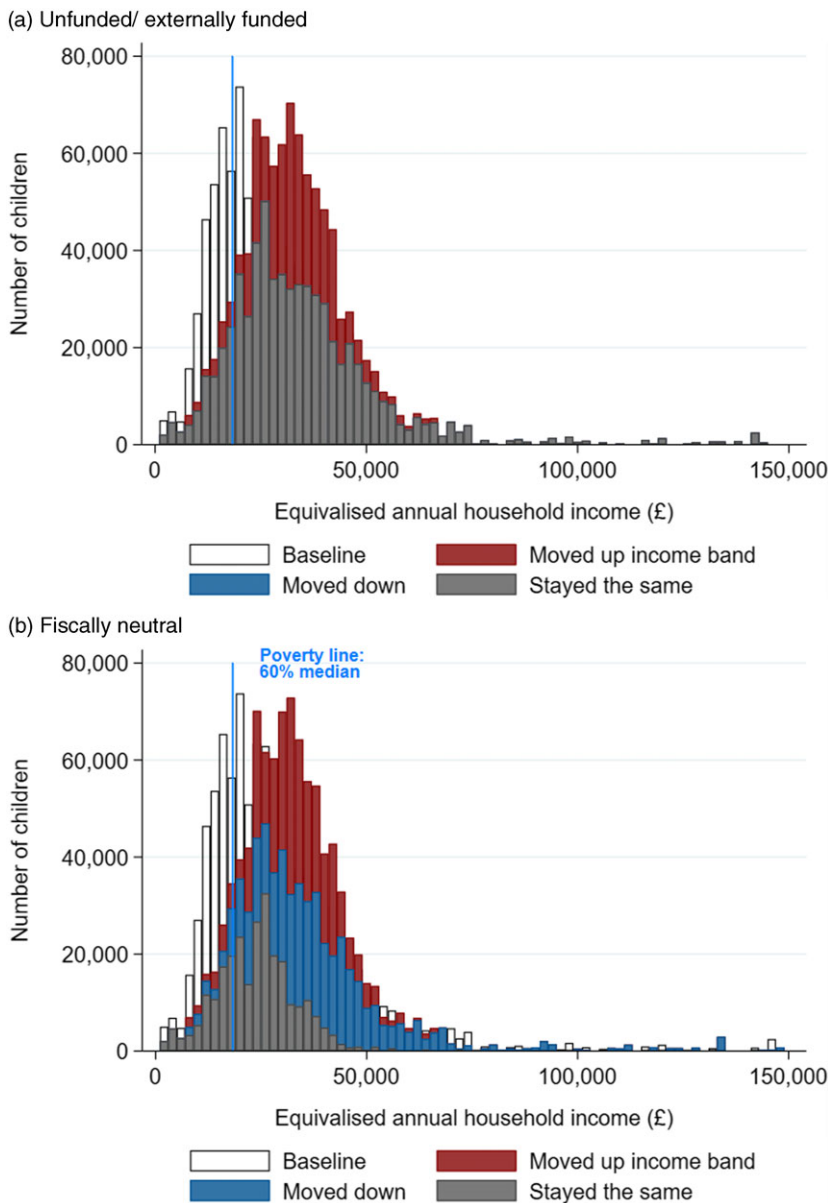 (a) Unfunded/ externally funded
80,000
60,000
40,000
20,000
0
Number of children
0 50,000 100,000 150,000
Equivalised annual household income (£)
Baseline Moved up income band
Moved down Stayed the same
(b) Fiscally neutral
Poverty line:
60% median
80,000
60,000
40,000
20,000
0
Number of children
0 50,000 100,000 150,000
Equivalised annual household income (£)
Baseline Moved up income band
Moved down Stayed the same